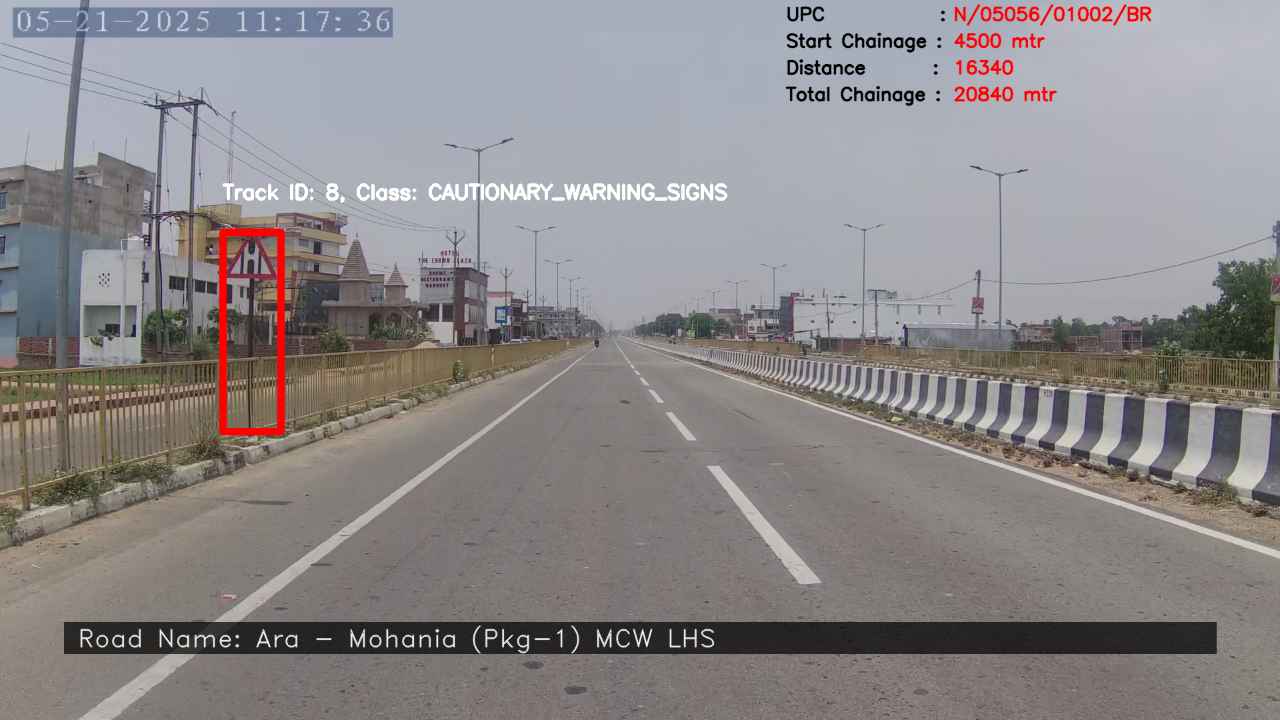 05-21-2025 11:17:36
UPC : N/05056/01002/BR
Start Chainage : 4500 mtr
Distance : 16340
Total Chainage : 20840 mtr
Track ID: 8, Class: CAUTIONARY_WARNING_SIGNS
HOTEL
Road Name: Ara - Mohania (Pkg-1) MCW LHS